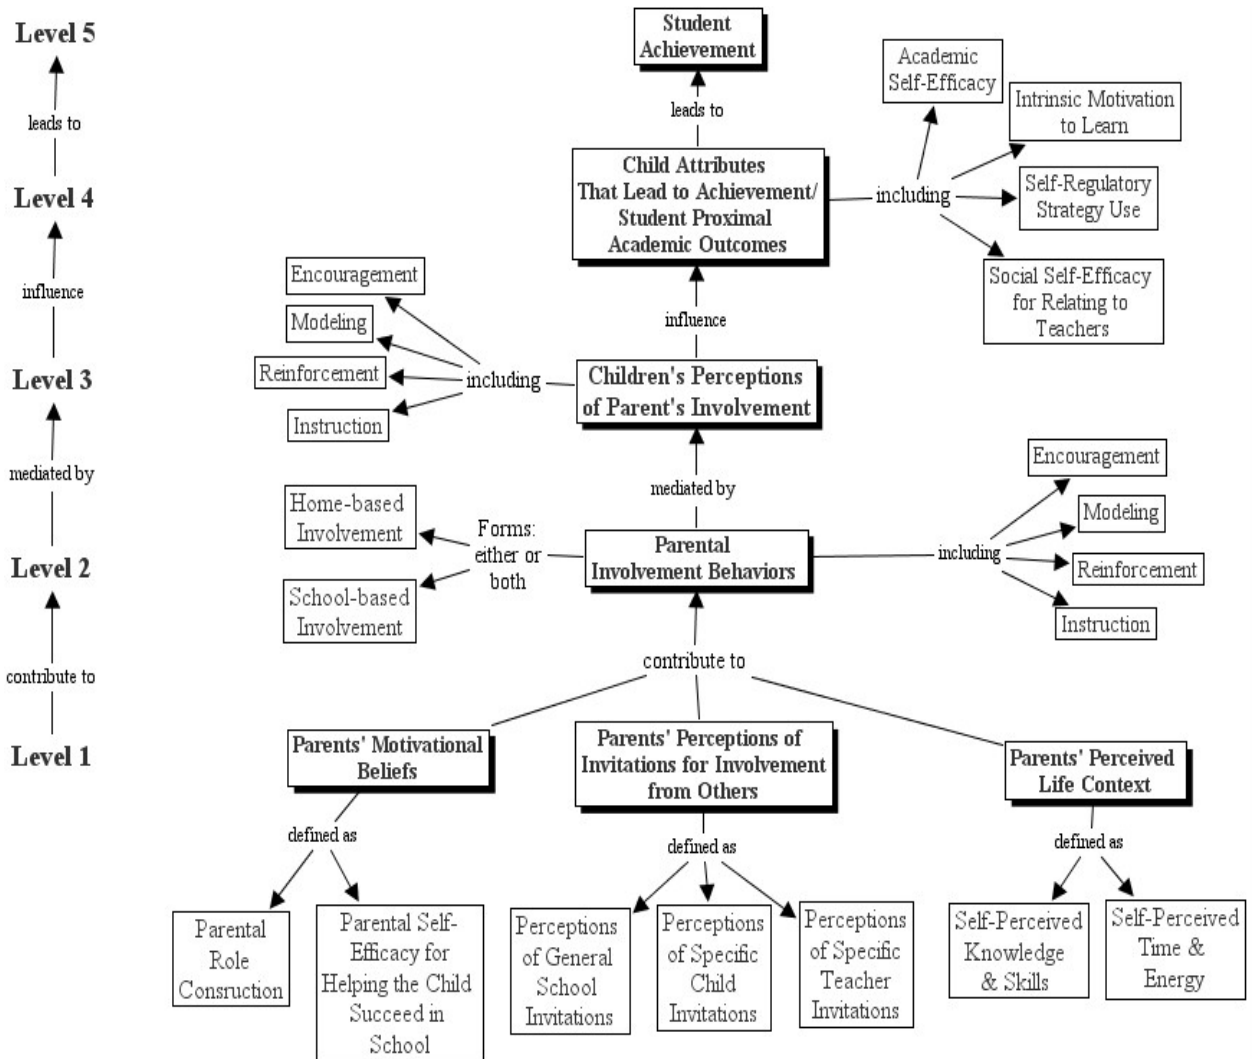 Level 5
leads to
Level 4
influence
Level 3
mediated by
Level 2
contribute to
Level 1
Student
Achievement
leads to
Child Attributes
That Lead to Achievement/
Student Proximal
Academic Outcomes
including
Academic
Self-Efficacy
Intrinsic Motivation
to Learn
Self-Regulatory
Strategy Use
Social Self-Efficacy
for Relating to
Teachers
influence
Children's Perceptions
of Parent's Involvement
including
Encouragement
Modeling
Reinforcement
Instruction
mediated by
Parental
Involvement Behaviors
Forms:
either or
both
Home-based
Involvement
School-based
Involvement
including
Encouragement
Modeling
Reinforcement
Instruction
contribute to
Parents' Motivational
Beliefs
defined as
Parental
Role
Consruction
Parental Self-
Efficacy for
Helping the Child
Succeed in
School
Parents' Perceptions of
Invitations for Involvement
from Others
defined as
Perceptions
of General
School
Invitations
Perceptions
of Specific
Child
Invitations
Perceptions
of Specific
Teacher
Invitations
Parents' Perceived
Life Context
defined as
Self-Perceived
Knowledge
& Skills
Self-Perceived
Time &
Energy